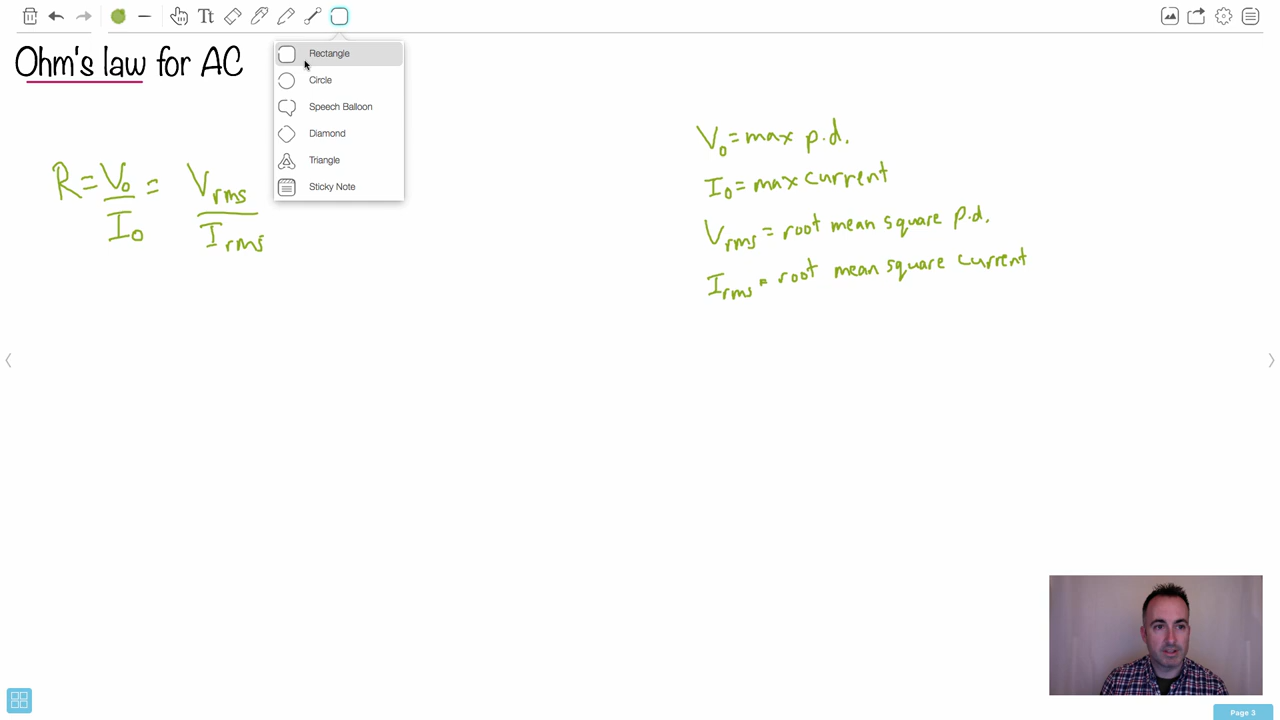 Tt
Ohm's law for AC
Rectangle
Circle
Speech Balloon
Diamond
Triangle
Sticky Note
R = V₀ / I₀ = Vrms / Irms
V₀ = max p.d.
I₀ = max current
Vrms = root mean square p.d.
Irms = root mean square current
Page 3